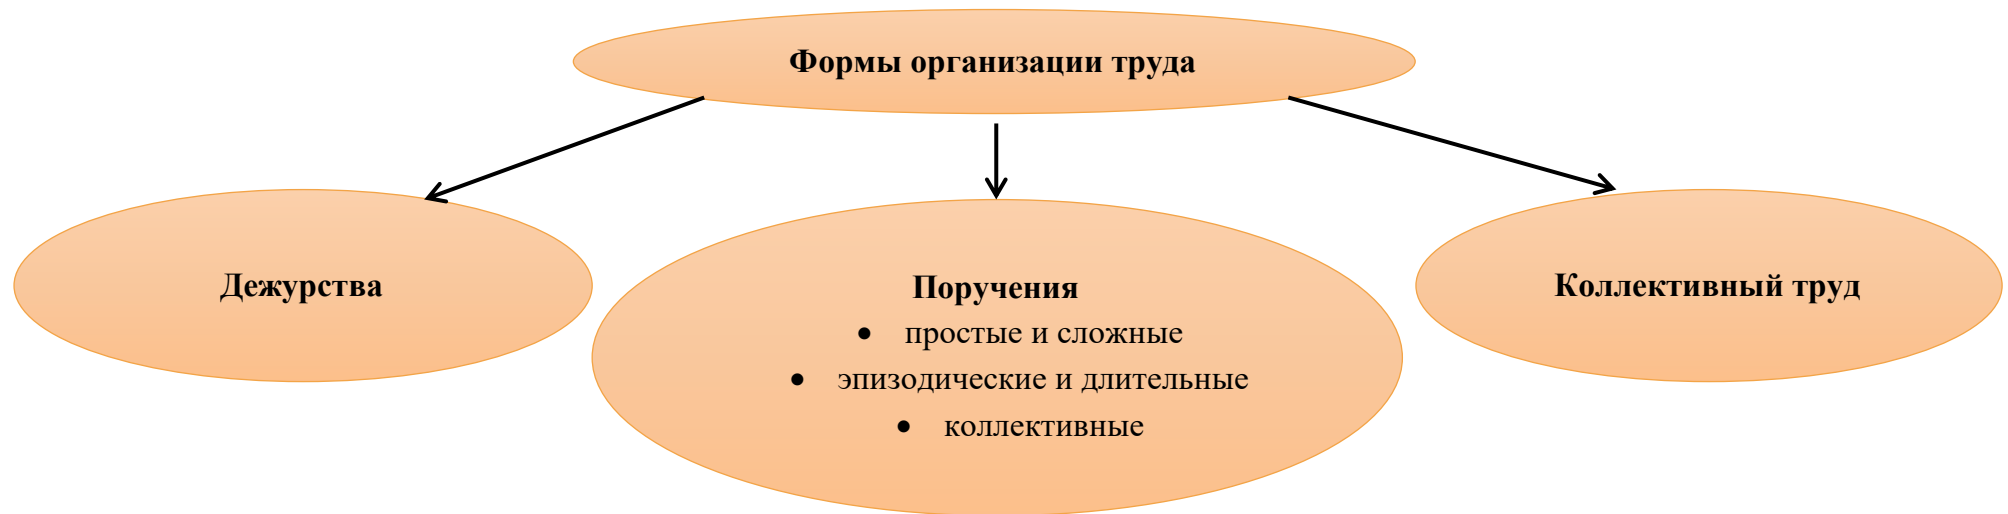 Формы организации труда
Дежурства
Поручения
• простые и сложные
• эпизодические и длительные
• коллективные
Коллективный труд